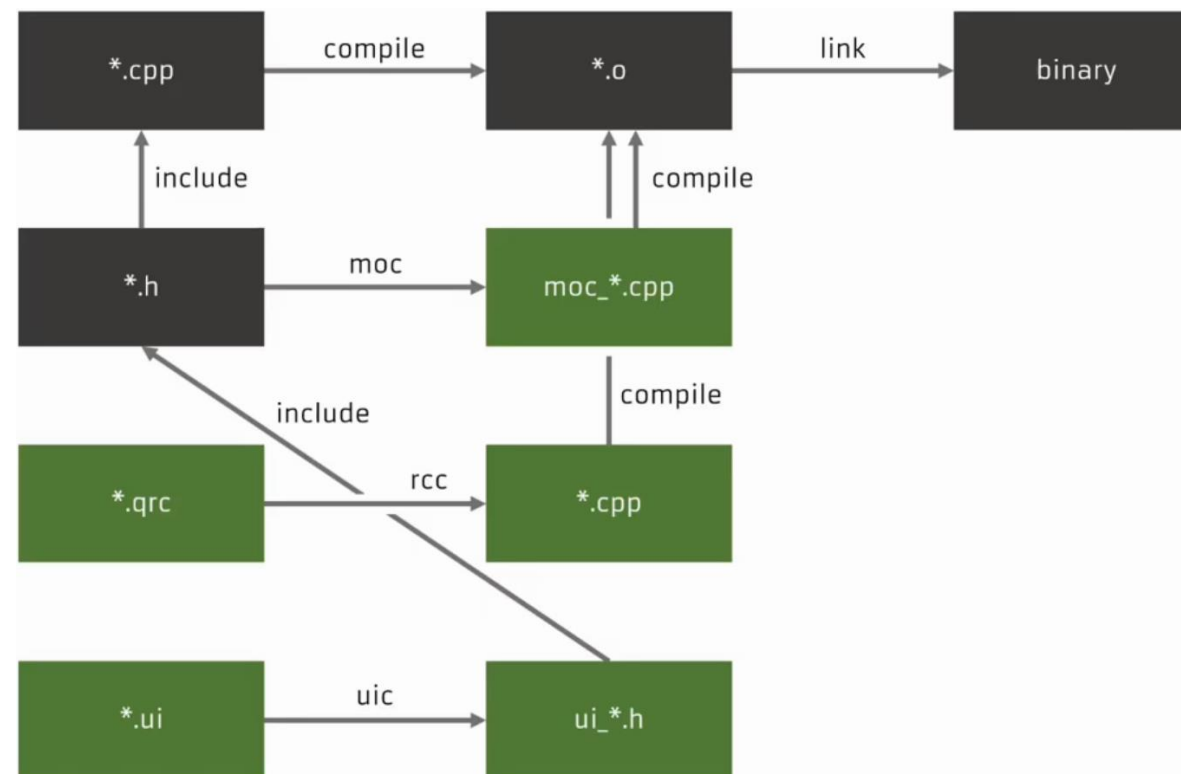 *.cpp
compile
*.o
link
binary
include
compile
*.h
moc
moc_*.cpp
include
compile
*.qrc
rcc
*.cpp
*.ui
uic
ui_*.h